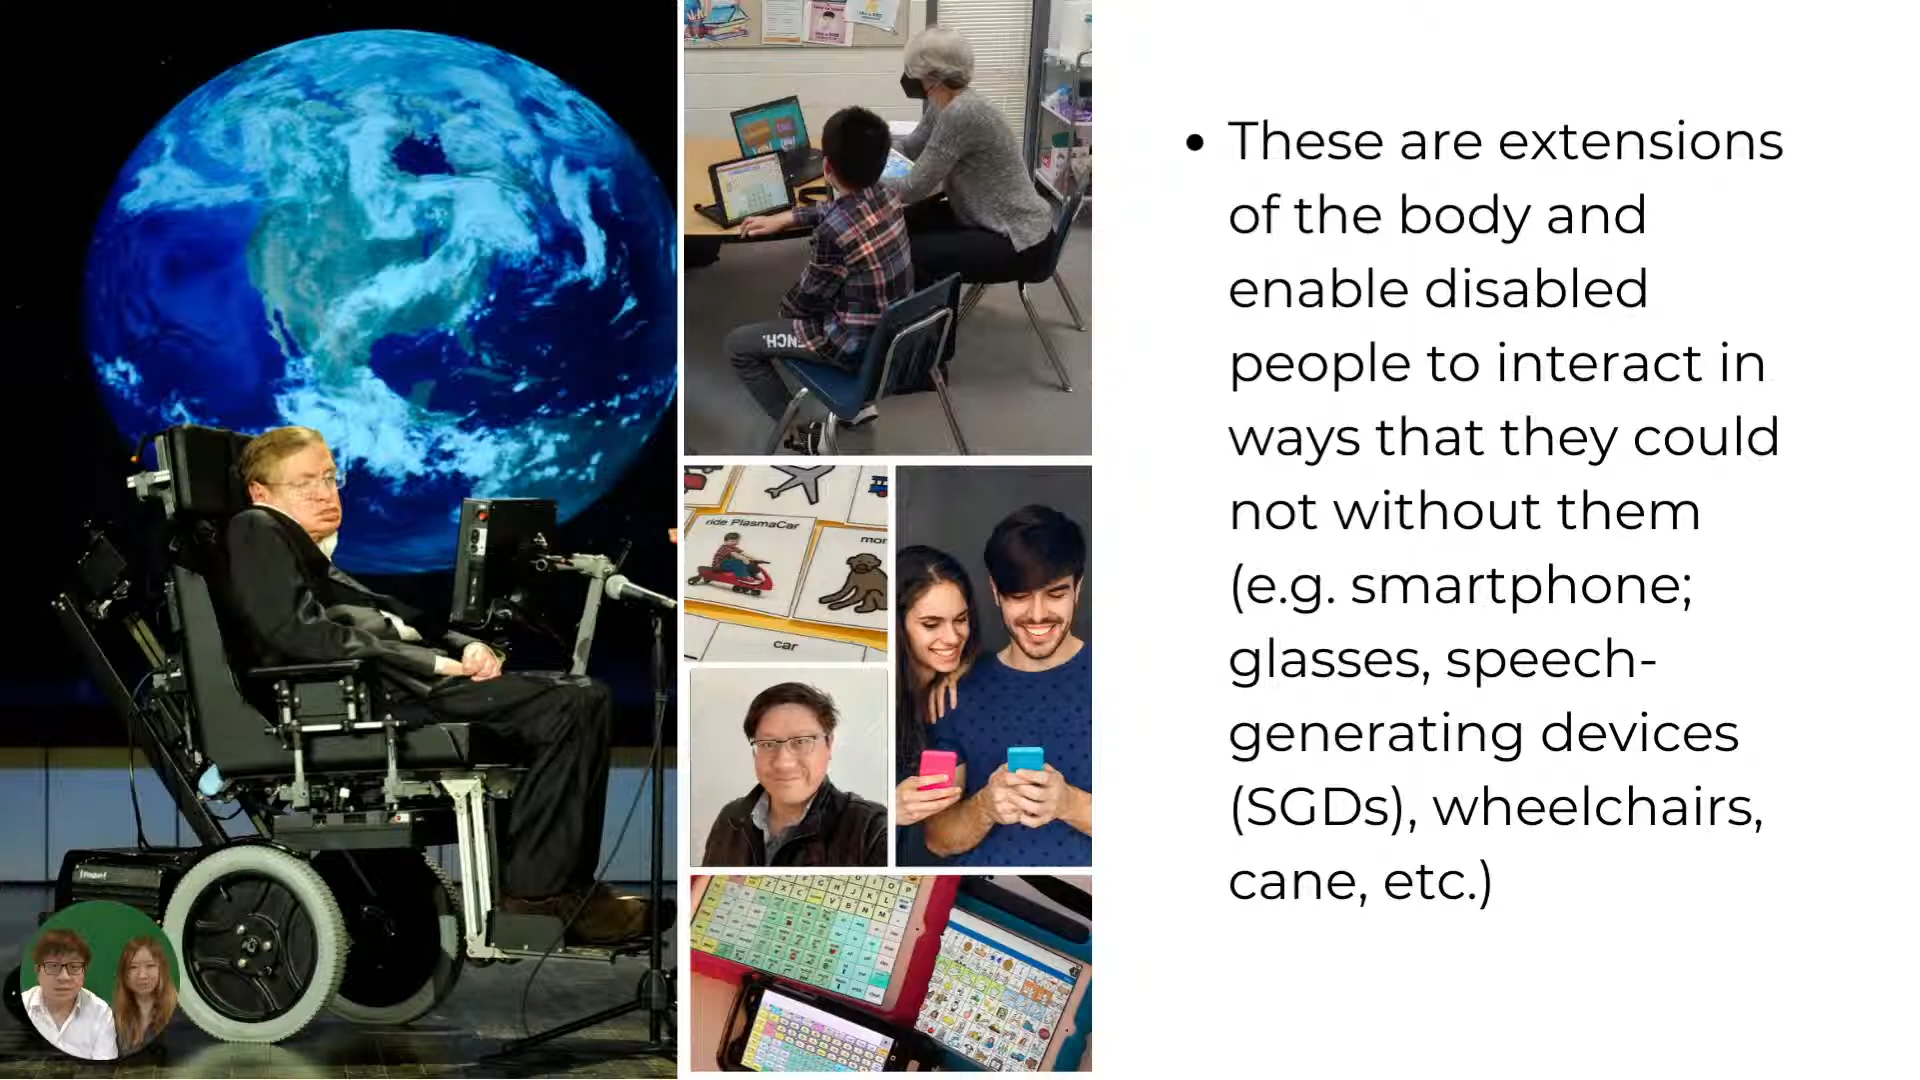 These are extensions
of the body and
enable disabled
people to interact in
ways that they could
not without them
(e.g. smartphone;
glasses, speech-
generating devices
(SGDs), wheelchairs,
cane, etc.)
ride PlasmaCar
car